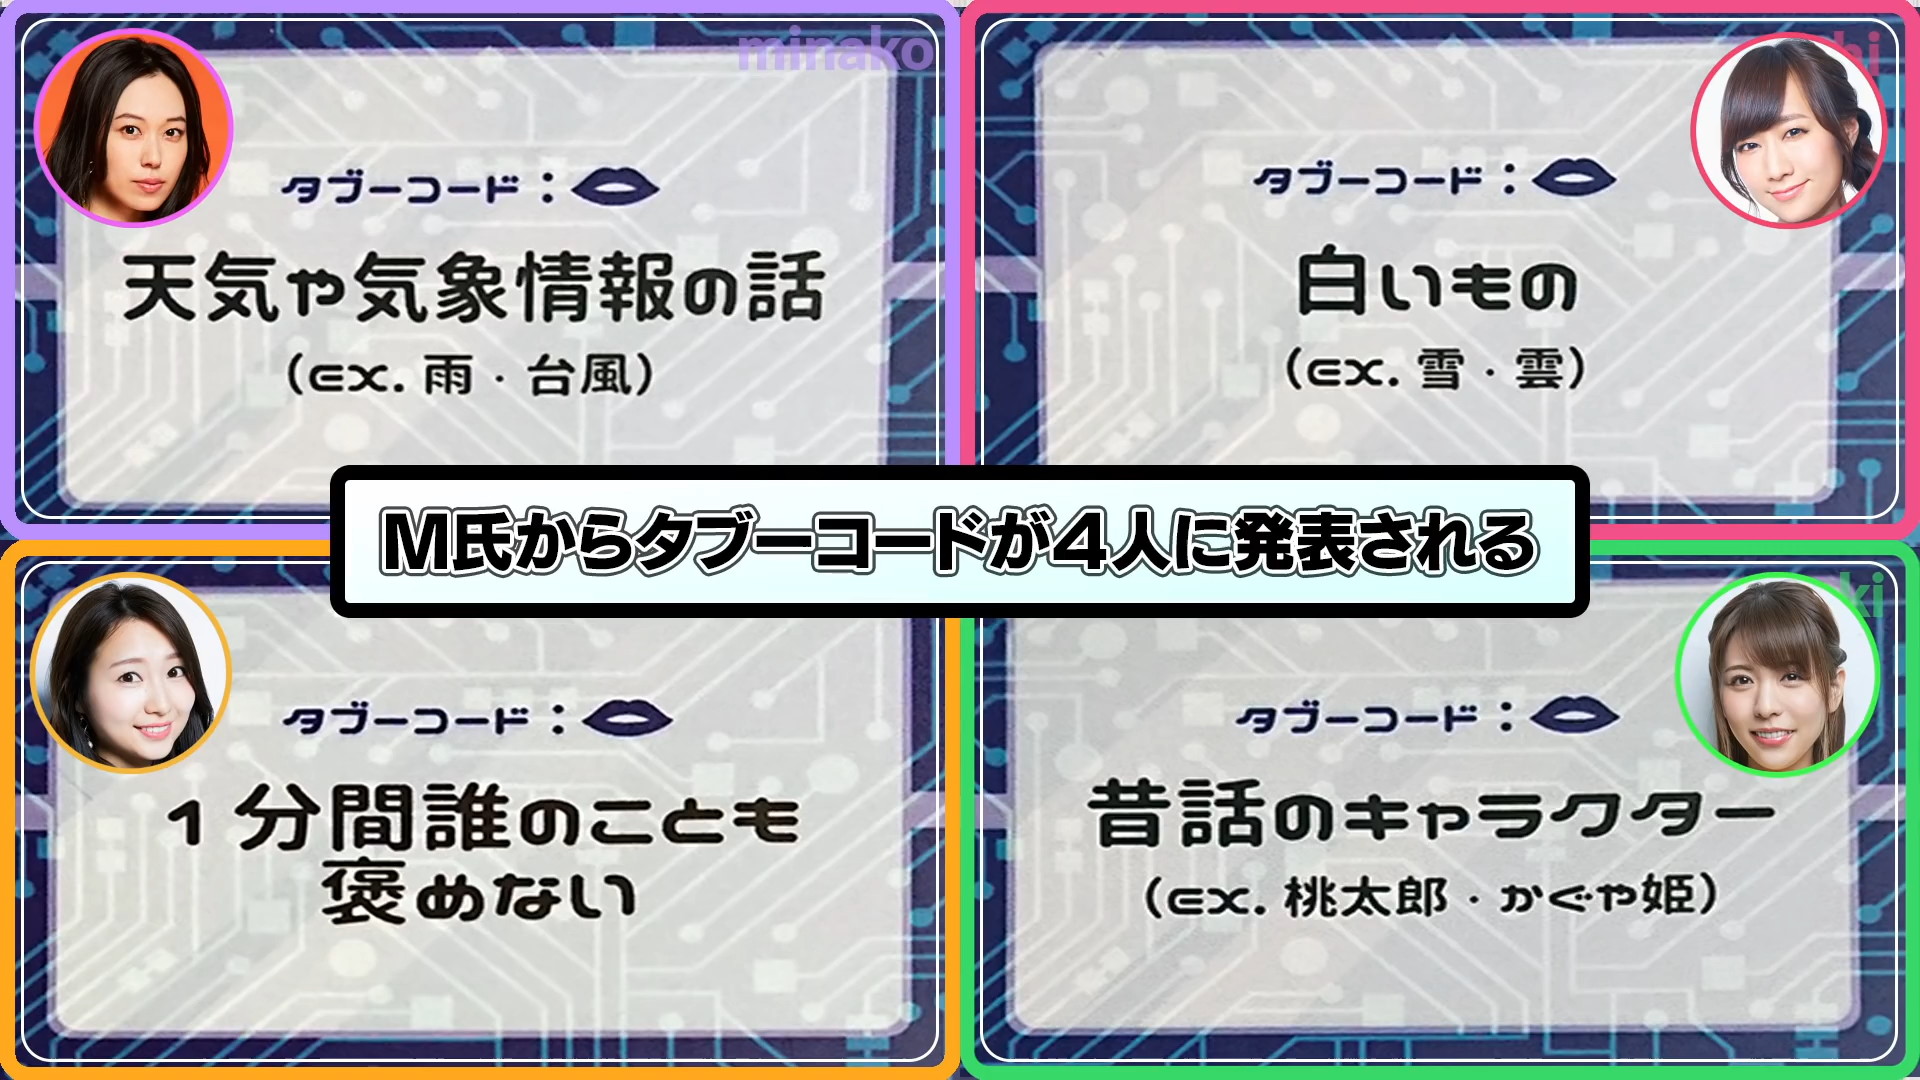 minako
タブーコード：
天気や気象情報の話
（ex. 雨・台風）
タブーコード：
白いもの
（ex. 雪・雲）
M氏からタブーコードが4人に発表される
タブーコード：
1分間誰のことも
褒めない
タブーコード：
昔話のキャラクター
（ex. 桃太郎・かぐや姫）